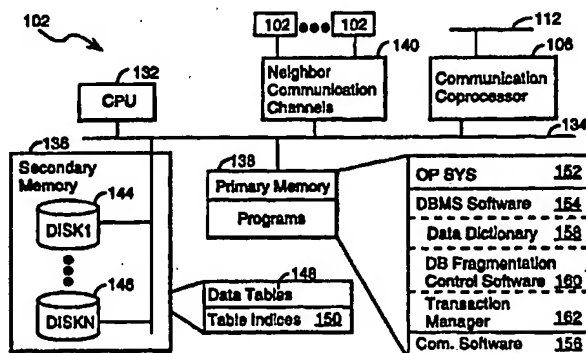 102
102 102
112
132
140
106
CPU
Neighbor
Communication
Channels
Communication
Coprocessor
134
136
Secondary
Memory
144
DISK1
146
DISKN
138
Primary Memory
Programs
148
Data Tables
Table Indices 150
OP SYS 152
DBMS Software 154
Data Dictionary 158
DB Fragmentation
Control Software 160
Transaction
Manager 162
Com. Software 156